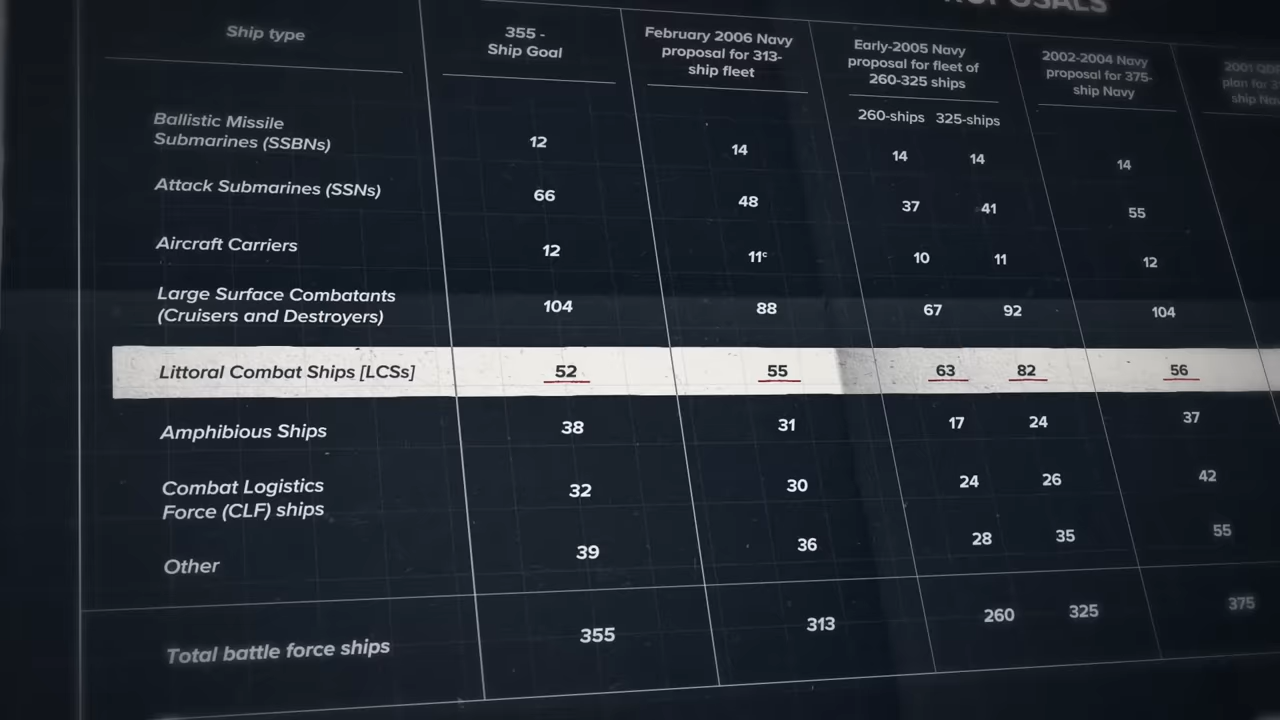 Ship type
355 -
Ship Goal
February 2006 Navy
proposal for 313-
ship fleet
Early-2005 Navy
proposal for fleet of
260-325 ships
260-ships 325-ships
2002-2004 Navy
proposal for 375-
ship Navy
2001
plan for
ship
Ballistic Missile
Submarines (SSBNs)
12 14 14 14 14
Attack Submarines (SSNs) 66 48 37 41 55
Aircraft Carriers 12 11ᶜ 10 11 12
Large Surface Combatants
(Cruisers and Destroyers)
104 88 67 92 104
Littoral Combat Ships [LCSs] 52 55 63 82 56
Amphibious Ships 38 31 17 24 37
Combat Logistics
Force (CLF) ships
32 30 24 26 42
Other 39 36 28 35 55
Total battle force ships 355 313 260 325 375